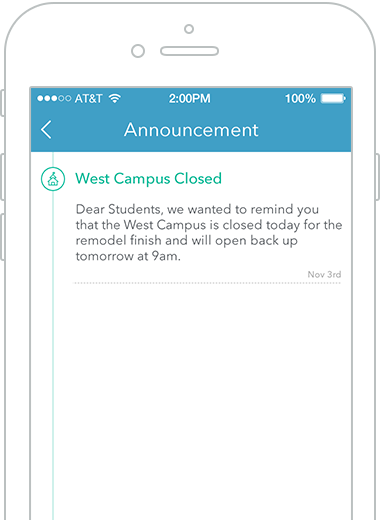 AT&T 2:00PM 100%
Announcement
West Campus Closed
Dear Students, we wanted to remind you
that the West Campus is closed today for the
remodel finish and will open back up
tomorrow at 9am.
Nov 3rd